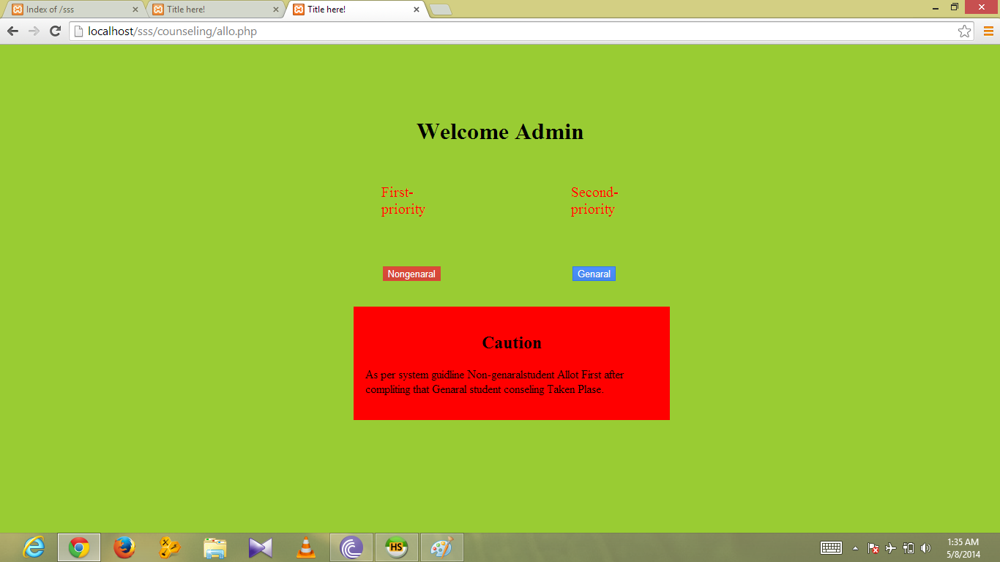 Index of /sss
Title here!
Title here!
localhost/sss/counseling/allo.php
Welcome Admin
First-
priority
Second-
priority
Nongenaral
Genaral
Caution
As per system guidline Non-genaralstudent Allot First after
compliting that Genaral student conseling Taken Plase.
HS
1:35 AM
5/8/2014